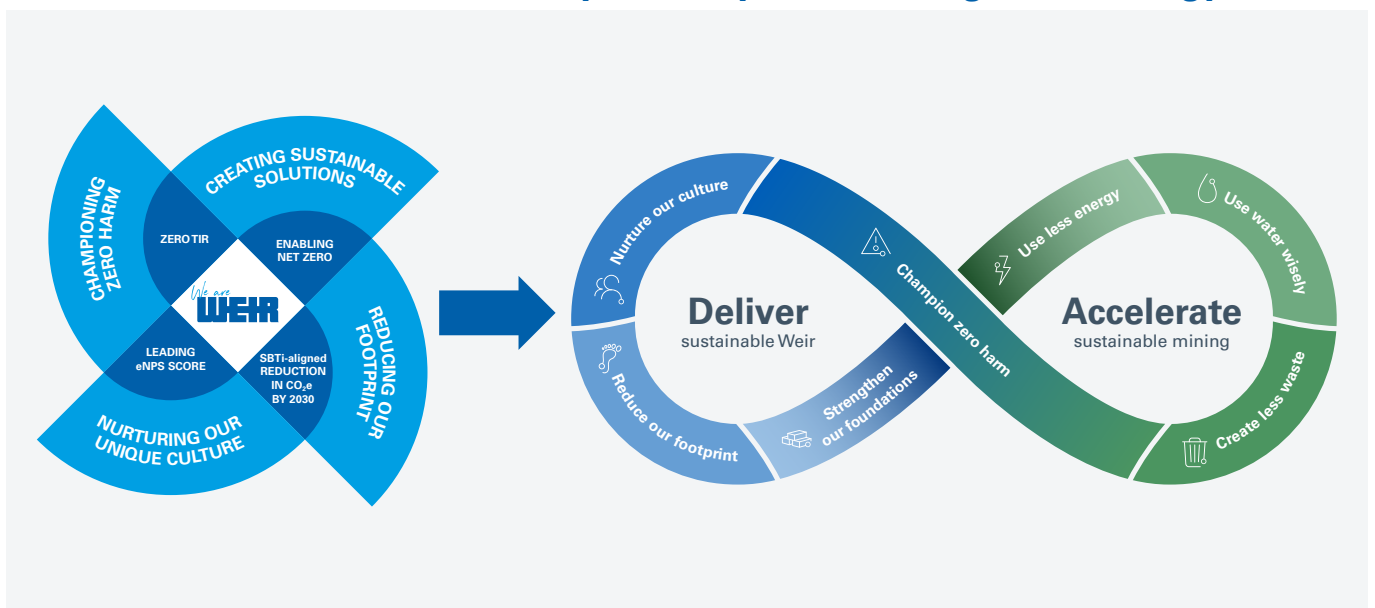 CHAMPIONING
ZERO HARM
CREATING SUSTAINABLE
SOLUTIONS
REDUCING OUR
FOOTPRINT
NURTURING OUR
UNIQUE CULTURE
ZERO TIR
ENABLING
NET ZERO
We are
WEIR
LEADING
eNPS SCORE
SBTi-aligned
REDUCTION
IN CO₂e
BY 2030
Nurture our culture
Reduce our footprint
Deliver
sustainable Weir
Strengthen
our foundations
Champion zero harm
Use less energy
Use water wisely
Accelerate
sustainable mining
Create less waste